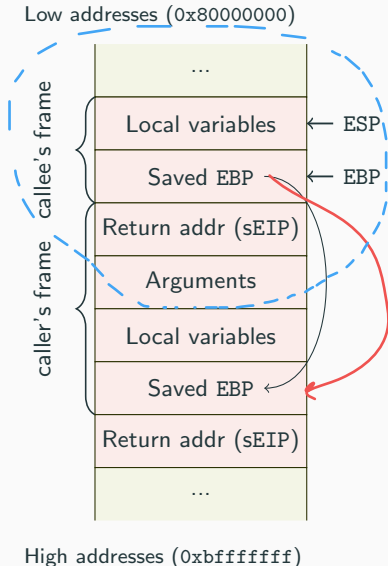 Low addresses (0x80000000)
...
Local variables
ESP
Saved EBP
EBP
callee's frame
Return addr (sEIP)
Arguments
Local variables
Saved EBP
caller's frame
Return addr (sEIP)
...
High addresses (0xbfffffff)